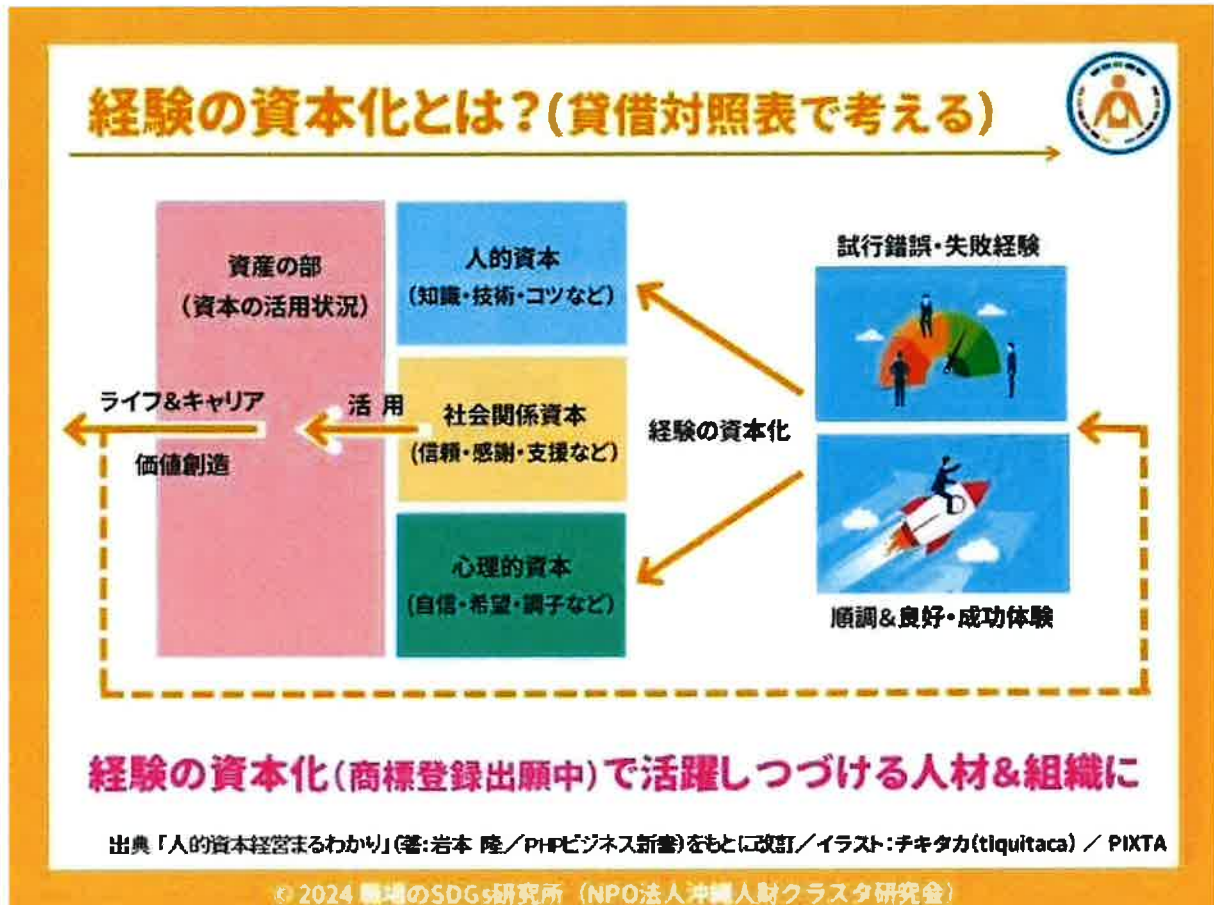 経験の資本化とは？(貸借対照表で考える)
資産の部
(資本の活用状況)
人的資本
(知識・技術・コツなど)
試行錯誤・失敗経験
ライフ&キャリア
価値創造
活 用
社会関係資本
(信頼・感謝・支援など)
経験の資本化
心理的資本
(自信・希望・調子など)
順調&良好・成功体験
経験の資本化(商標登録出願中)で活躍しつづける人材&組織に
出典「人的資本経営まるわかり」(著:岩本 隆／PHPビジネス新書)をもとに改訂／イラスト:チキタカ(tiquitaca) / PIXTA
© 2024 職場のSDGs研究所（NPO法人沖縄人財クラスタ研究会）